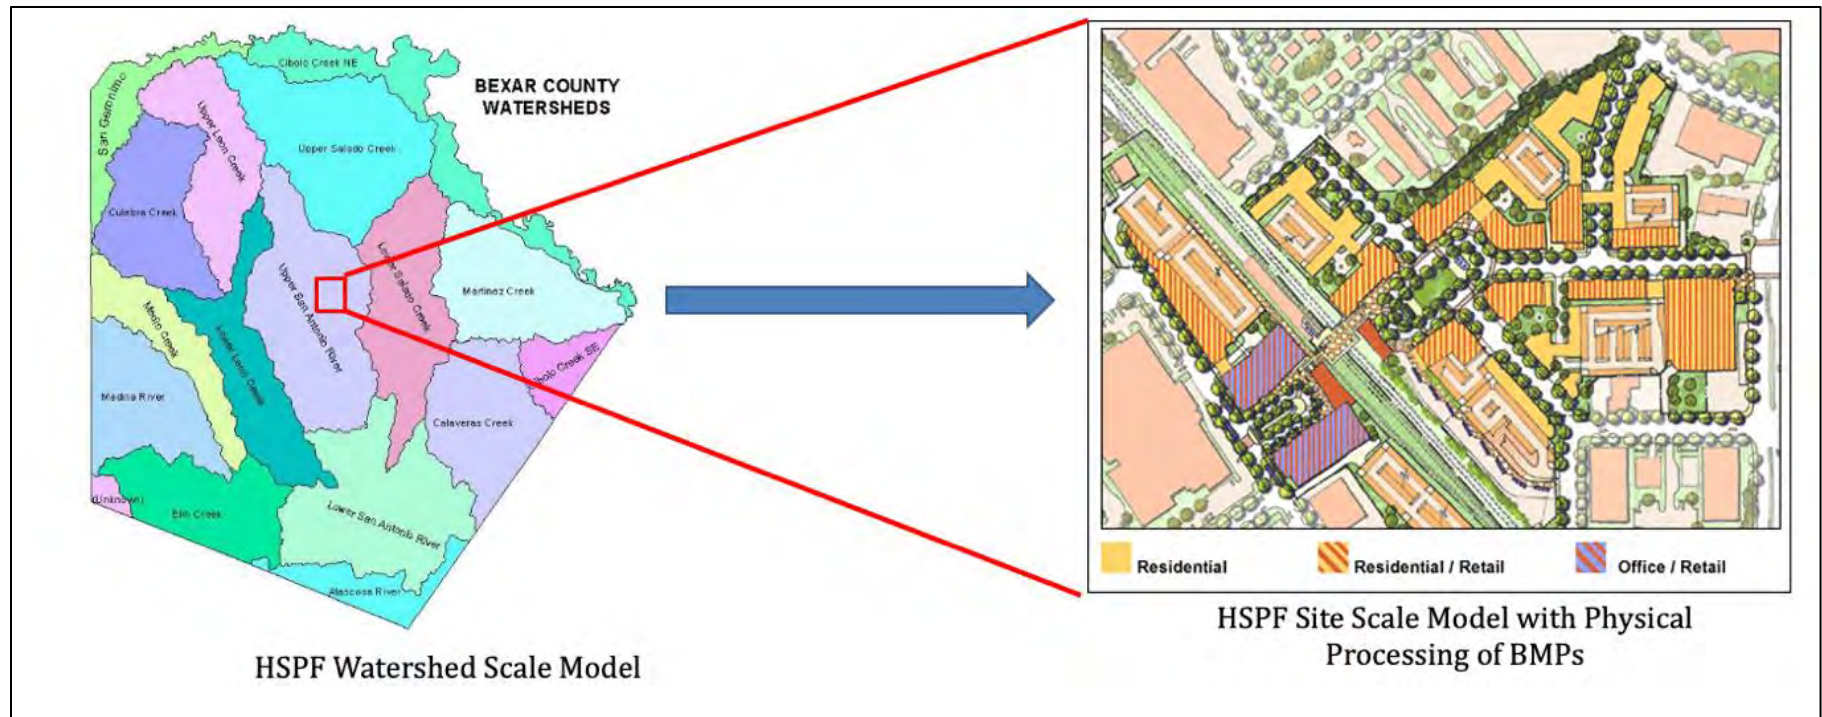 BEXAR COUNTY
WATERSHEDS
Cibolo Creek NE
San Geronimo
Upper Leon Creek
Upper Salado Creek
Culebra Creek
Lower Salado Creek
Upper San Antonio River
Martinez Creek
Medio Creek
Lower Leon Creek
Cibolo Creek SE
Medina River
Calaveras Creek
(Unknown)
Elm Creek
Lower San Antonio River
Atascosa River
HSPF Watershed Scale Model
Residential
Residential / Retail
Office / Retail
HSPF Site Scale Model with Physical
Processing of BMPs